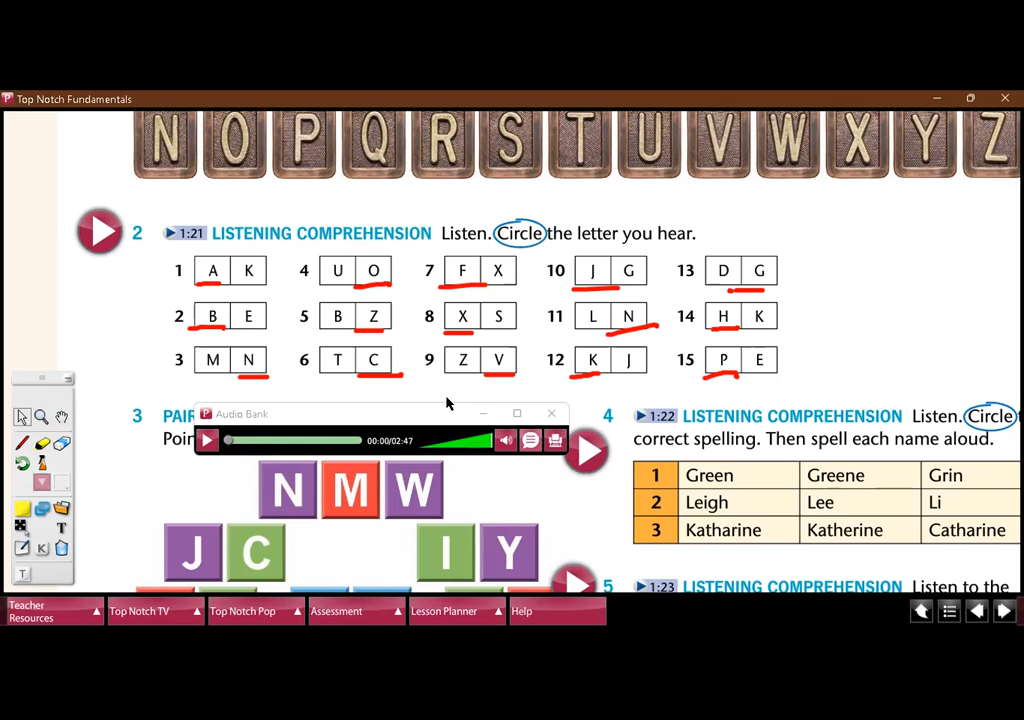 Top Notch Fundamentals
N O P Q R S T U V W X Y Z
2 1:21 LISTENING COMPREHENSION Listen. Circle the letter you hear.
1 A K 4 U O 7 F X 10 J G 13 D G
2 B E 5 B Z 8 X S 11 L N 14 H K
3 M N 6 T C 9 Z V 12 K J 15 P E
3 PAIR
Poin
Audio Bank
00:00/02:47
N M W
J C I Y
4 1:22 LISTENING COMPREHENSION Listen. Circle
correct spelling. Then spell each name aloud.
1 Green Greene Grin
2 Leigh Lee Li
3 Katharine Katherine Catharine
5 1:23 LISTENING COMPREHENSION Listen to the
T
K
T
Teacher
Resources
Top Notch TV
Top Notch Pop
Assessment
Lesson Planner
Help